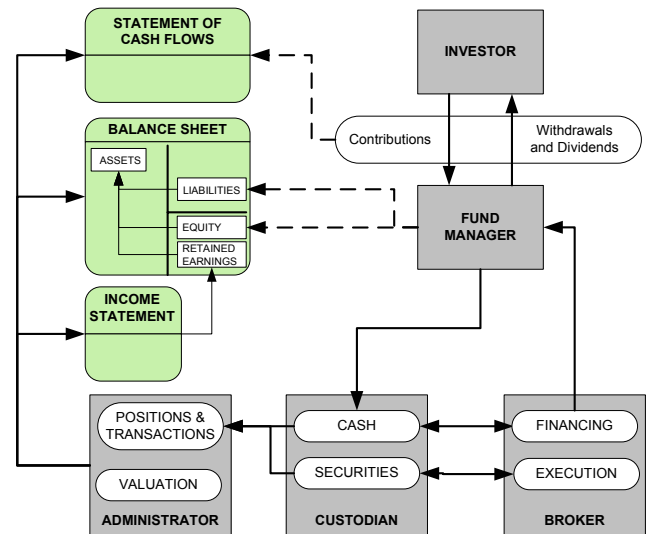 STATEMENT OF
CASH FLOWS
INVESTOR
Contributions
Withdrawals
and Dividends
BALANCE SHEET
ASSETS
LIABILITIES
EQUITY
RETAINED
EARNINGS
FUND
MANAGER
INCOME
STATEMENT
POSITIONS &
TRANSACTIONS
VALUATION
ADMINISTRATOR
CASH
SECURITIES
CUSTODIAN
FINANCING
EXECUTION
BROKER